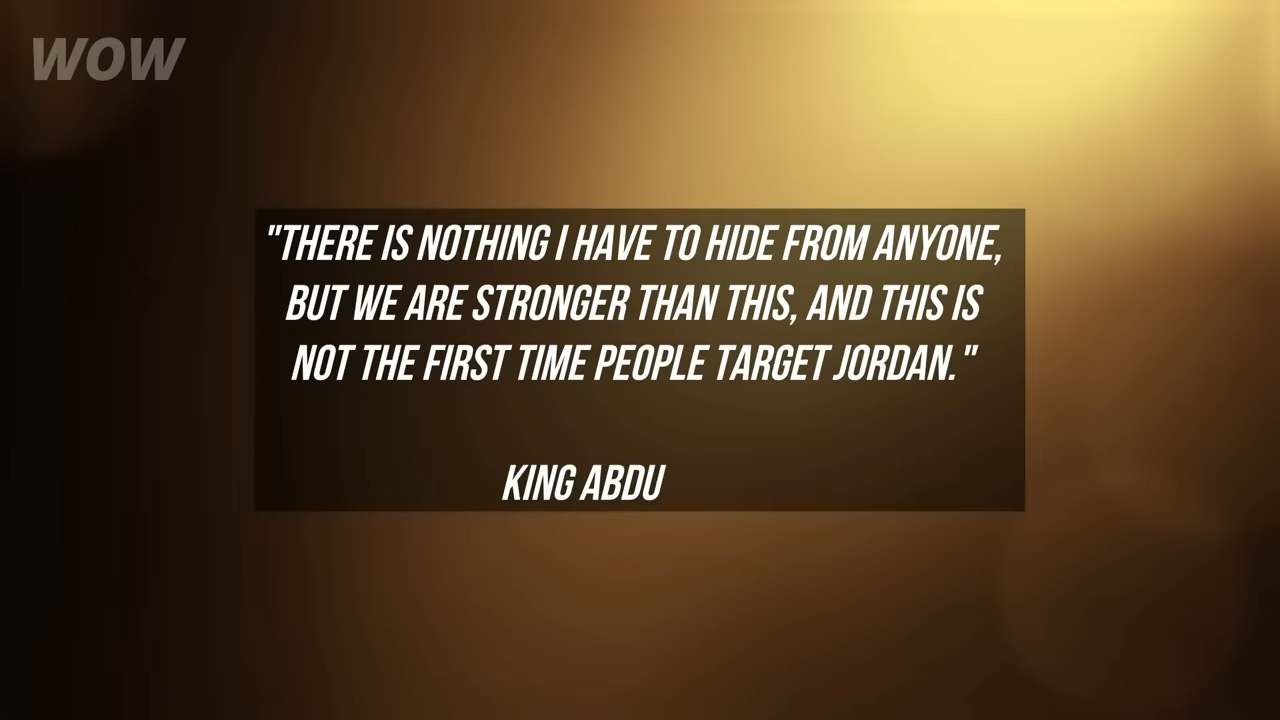 WOW
"THERE IS NOTHING I HAVE TO HIDE FROM ANYONE,
BUT WE ARE STRONGER THAN THIS, AND THIS IS
NOT THE FIRST TIME PEOPLE TARGET JORDAN."
KING ABDU